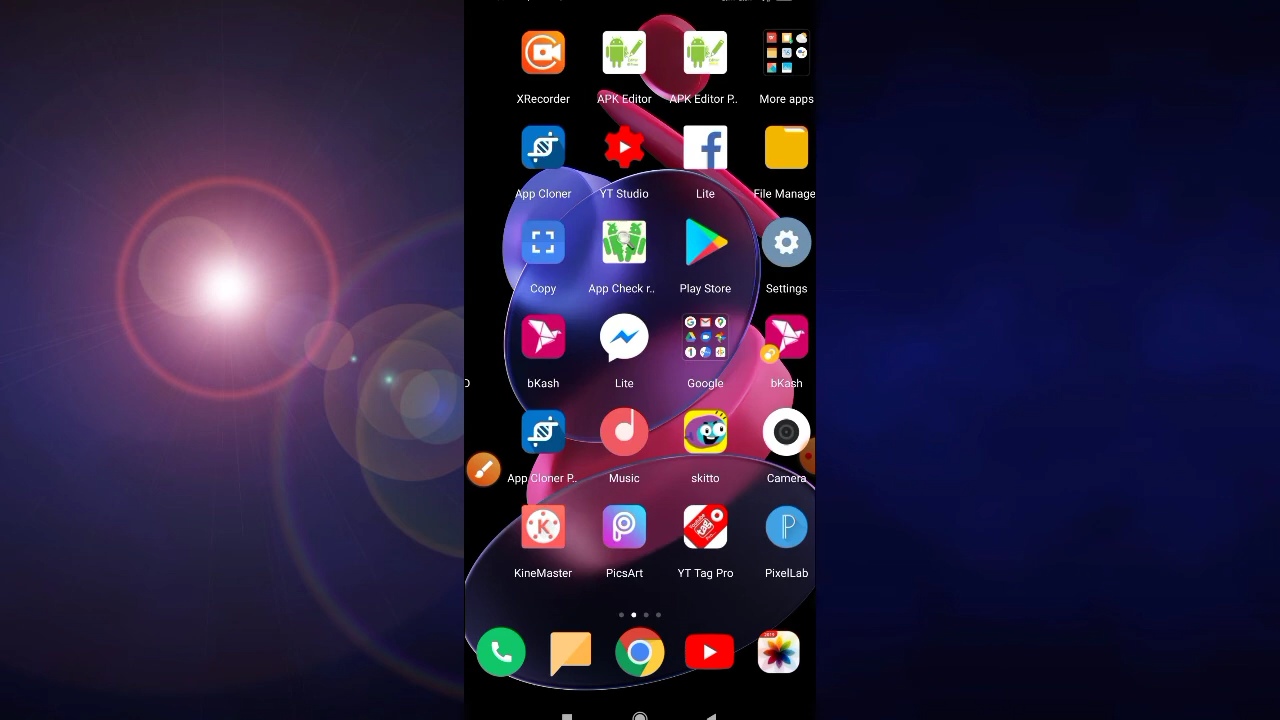 XRecorder APK Editor APK Editor P.. More apps
App Cloner YT Studio Lite File Manage
Copy App Check r.. Play Store Settings
bKash Lite Google bKash
App Cloner P.. Music skitto Camera
KineMaster PicsArt YT Tag Pro PixelLab